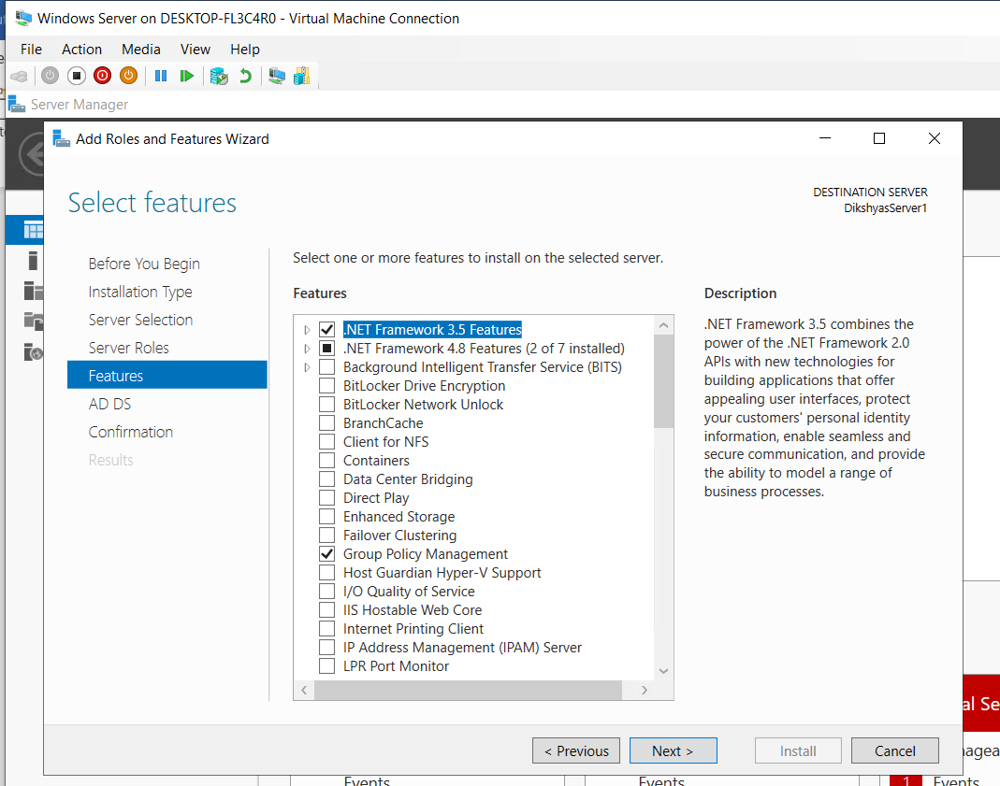 Windows Server on DESKTOP-FL3C4R0 - Virtual Machine Connection
File Action Media View Help
Server Manager
Add Roles and Features Wizard
Select features
DESTINATION SERVER
DikshyasServer1
Before You Begin
Installation Type
Server Selection
Server Roles
Features
AD DS
Confirmation
Results
Select one or more features to install on the selected server.
Features
.NET Framework 3.5 Features
.NET Framework 4.8 Features (2 of 7 installed)
Background Intelligent Transfer Service (BITS)
BitLocker Drive Encryption
BitLocker Network Unlock
BranchCache
Client for NFS
Containers
Data Center Bridging
Direct Play
Enhanced Storage
Failover Clustering
Group Policy Management
Host Guardian Hyper-V Support
I/O Quality of Service
IIS Hostable Web Core
Internet Printing Client
IP Address Management (IPAM) Server
LPR Port Monitor
Description
.NET Framework 3.5 combines the
power of the .NET Framework 2.0
APIs with new technologies for
building applications that offer
appealing user interfaces, protect
your customers' personal identity
information, enable seamless and
secure communication, and provide
the ability to model a range of
business processes.
< Previous
Next >
Install
Cancel
Events
Events
1 Events